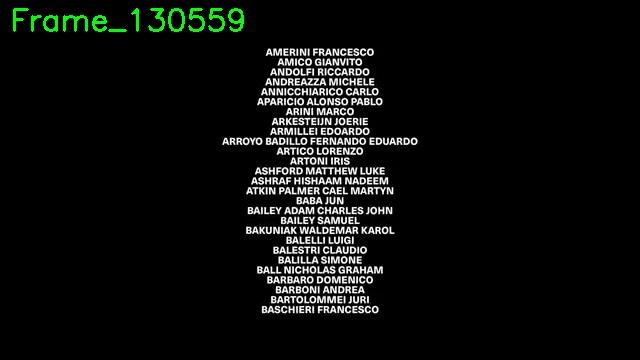 Frame_130559
AMERINI FRANCESCO
AMICO GIANVITO
ANDOLFI RICCARDO
ANDREAZZA MICHELE
ANNICCHIARICO CARLO
APARICIO ALONSO PABLO
ARINI MARCO
ARKESTEIJN JOERIE
ARMILLEI EDOARDO
ARROYO BADILLO FERNANDO EDUARDO
ARTICO LORENZO
ARTONI IRIS
ASHFORD MATTHEW LUKE
ASHRAF HISHAAM NADEEM
ATKIN PALMER CAEL MARTYN
BABA JUN
BAILEY ADAM CHARLES JOHN
BAILEY SAMUEL
BAKUNIAK WALDEMAR KAROL
BALELLI LUIGI
BALESTRI CLAUDIO
BALILLA SIMONE
BALL NICHOLAS GRAHAM
BARBARO DOMENICO
BARBONI ANDREA
BARTOLOMMEI JURI
BASCHIERI FRANCESCO